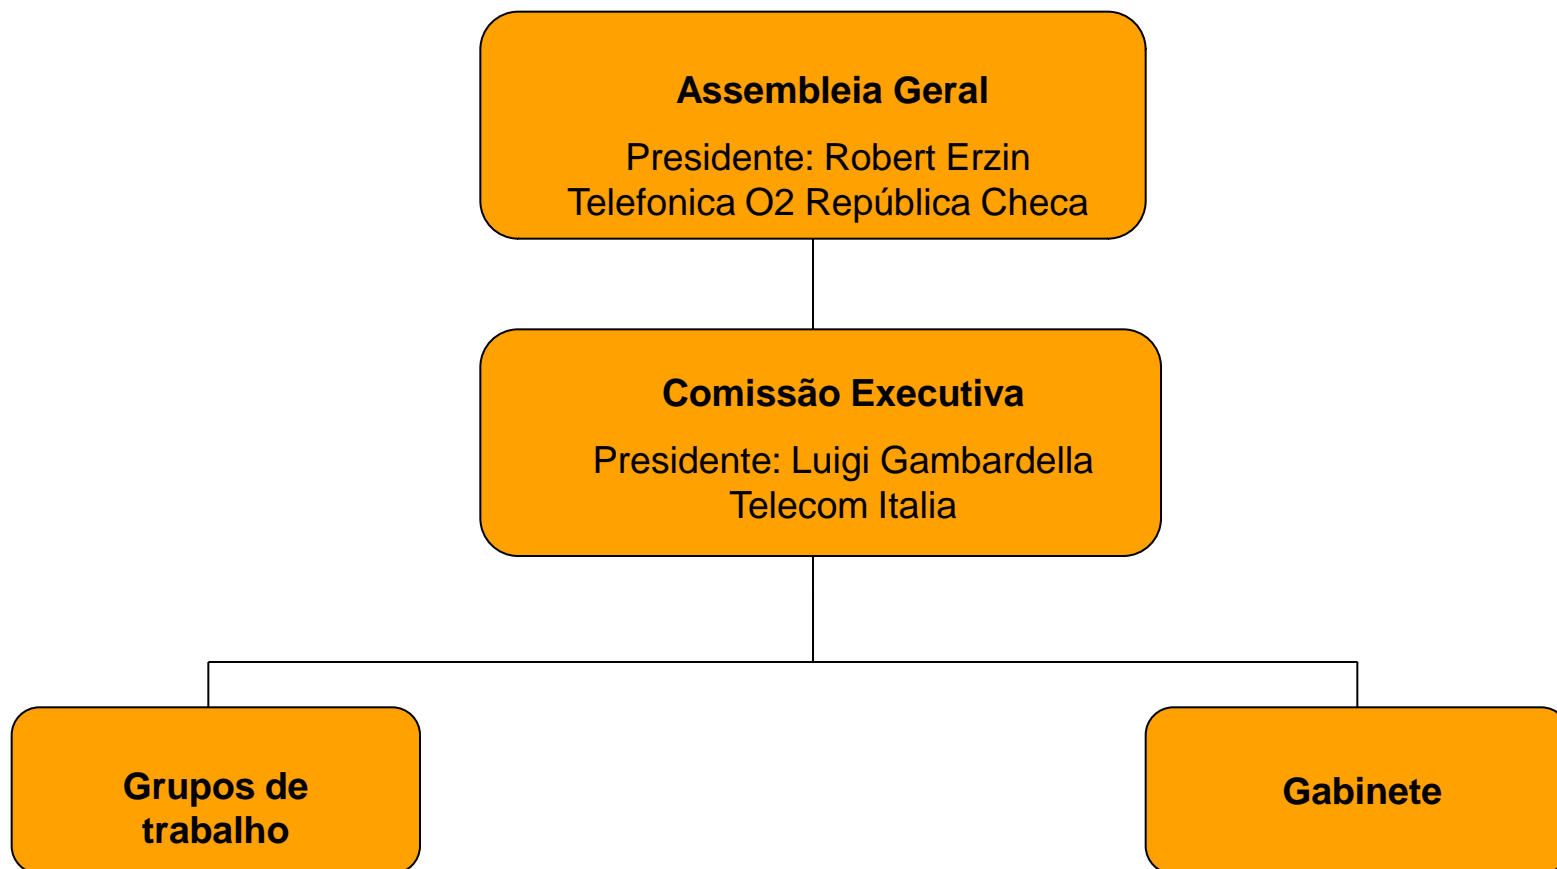 Assembleia Geral
Presidente: Robert Erzin
Telefonica O2 República Checa
Comissão Executiva
Presidente: Luigi Gambardella
Telecom Italia
Grupos de
trabalho
Gabinete